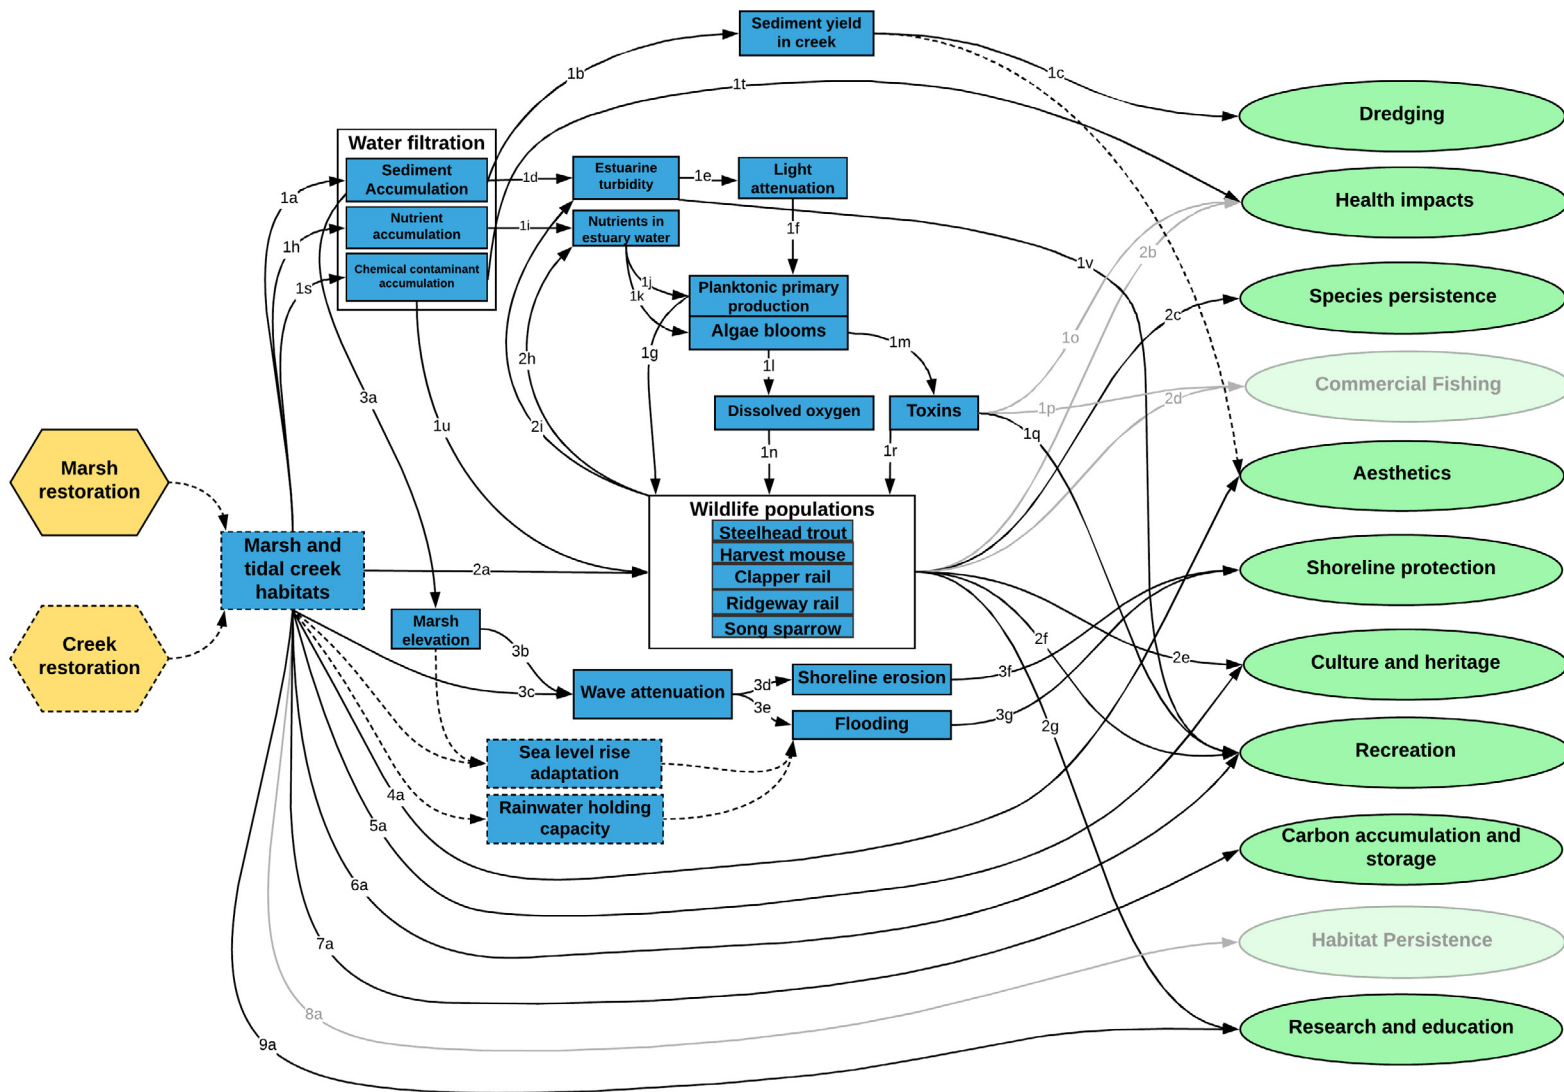 Sediment yield
in creek
1b
1c
1t
Dredging
Water filtration
Sediment
Accumulation
Nutrient
accumulation
Chemical contaminant
accumulation
1a
1h
1s
1d
1i
Estuarine
turbidity
1e
Light
attenuation
Nutrients in
estuary water
1f
1j
1k
1v
Planktonic primary
production
Algae blooms
1g
1l
1m
Dissolved oxygen
Toxins
1n
1r
1o
1p
1q
2b
2c
2d
2h
2i
3a
1u
Health impacts
Species persistence
Commercial Fishing
Aesthetics
Marsh
restoration
Creek
restoration
Marsh and
tidal creek
habitats
2a
Wildlife populations
Steelhead trout
Harvest mouse
Clapper rail
Ridgeway rail
Song sparrow
Marsh
elevation
3b
3c
Wave attenuation
3d
3e
Shoreline erosion
Flooding
3f
3g
2f
2e
2g
Shoreline protection
Culture and heritage
Recreation
Sea level rise
adaptation
Rainwater holding
capacity
4a
5a
6a
7a
8a
9a
Carbon accumulation and
storage
Habitat Persistence
Research and education